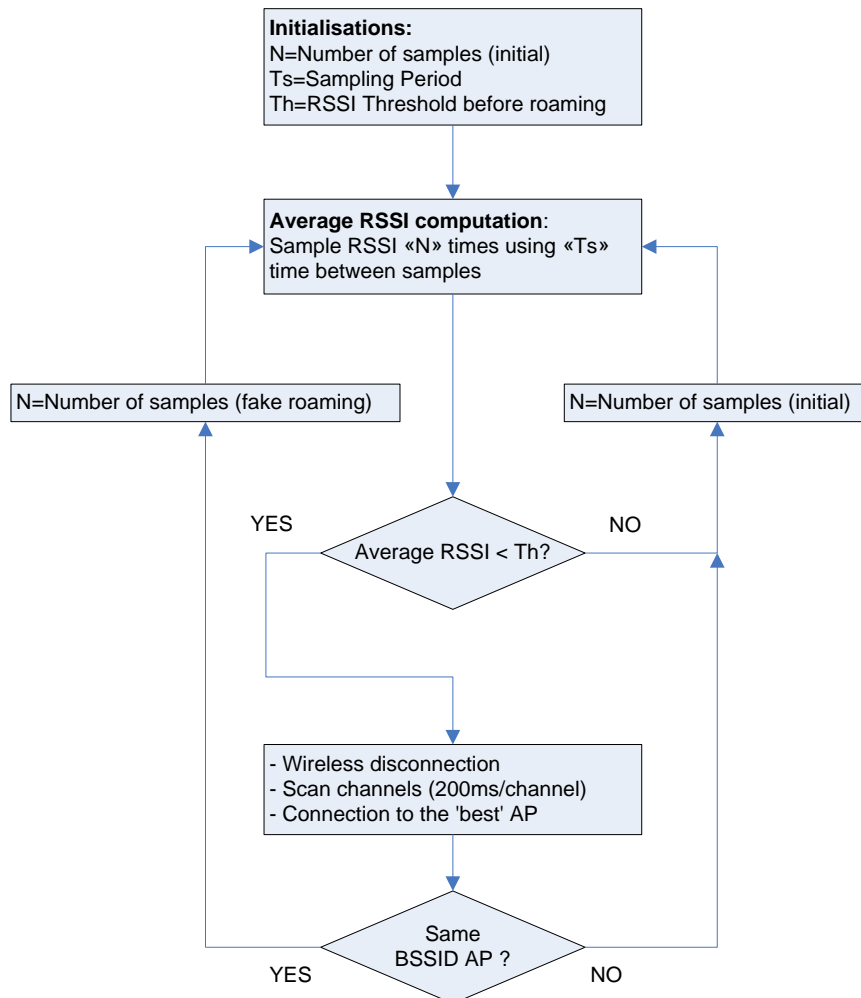 Initialisations:
N=Number of samples (initial)
Ts=Sampling Period
Th=RSSI Threshold before roaming
Average RSSI computation:
Sample RSSI «N» times using «Ts»
time between samples
N=Number of samples (fake roaming)
N=Number of samples (initial)
YES
NO
Average RSSI < Th?
- Wireless disconnection
- Scan channels (200ms/channel)
- Connection to the 'best' AP
Same
BSSID AP ?
YES
NO